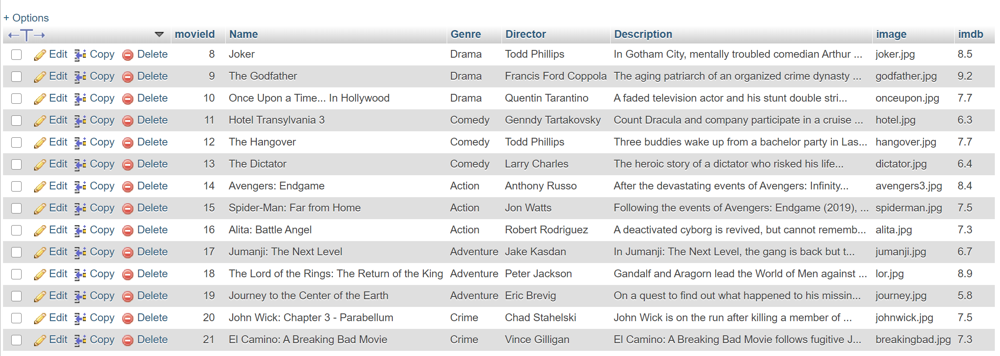 + Options
movieId Name Genre Director Description image imdb
Edit Copy Delete 8 Joker Drama Todd Phillips In Gotham City, mentally troubled comedian Arthur ... joker.jpg 8.5
Edit Copy Delete 9 The Godfather Drama Francis Ford Coppola The aging patriarch of an organized crime dynasty ... godfather.jpg 9.2
Edit Copy Delete 10 Once Upon a Time... In Hollywood Drama Quentin Tarantino A faded television actor and his stunt double stri... onceupon.jpg 7.7
Edit Copy Delete 11 Hotel Transylvania 3 Comedy Genndy Tartakovsky Count Dracula and company participate in a cruise ... hotel.jpg 6.3
Edit Copy Delete 12 The Hangover Comedy Todd Phillips Three buddies wake up from a bachelor party in Las... hangover.jpg 7.7
Edit Copy Delete 13 The Dictator Comedy Larry Charles The heroic story of a dictator who risked his life... dictator.jpg 6.4
Edit Copy Delete 14 Avengers: Endgame Action Anthony Russo After the devastating events of Avengers: Infinity... avengers3.jpg 8.4
Edit Copy Delete 15 Spider-Man: Far from Home Action Jon Watts Following the events of Avengers: Endgame (2019), ... spiderman.jpg 7.5
Edit Copy Delete 16 Alita: Battle Angel Action Robert Rodriguez A deactivated cyborg is revived, but cannot rememb... alita.jpg 7.3
Edit Copy Delete 17 Jumanji: The Next Level Adventure Jake Kasdan In Jumanji: The Next Level, the gang is back but t... jumanji.jpg 6.7
Edit Copy Delete 18 The Lord of the Rings: The Return of the King Adventure Peter Jackson Gandalf and Aragorn lead the World of Men against ... lor.jpg 8.9
Edit Copy Delete 19 Journey to the Center of the Earth Adventure Eric Brevig On a quest to find out what happened to his missin... journey.jpg 5.8
Edit Copy Delete 20 John Wick: Chapter 3 - Parabellum Crime Chad Stahelski John Wick is on the run after killing a member of ... johnwick.jpg 7.5
Edit Copy Delete 21 El Camino: A Breaking Bad Movie Crime Vince Gilligan El Camino: A Breaking Bad Movie follows fugitive J... breakingbad.jpg 7.3